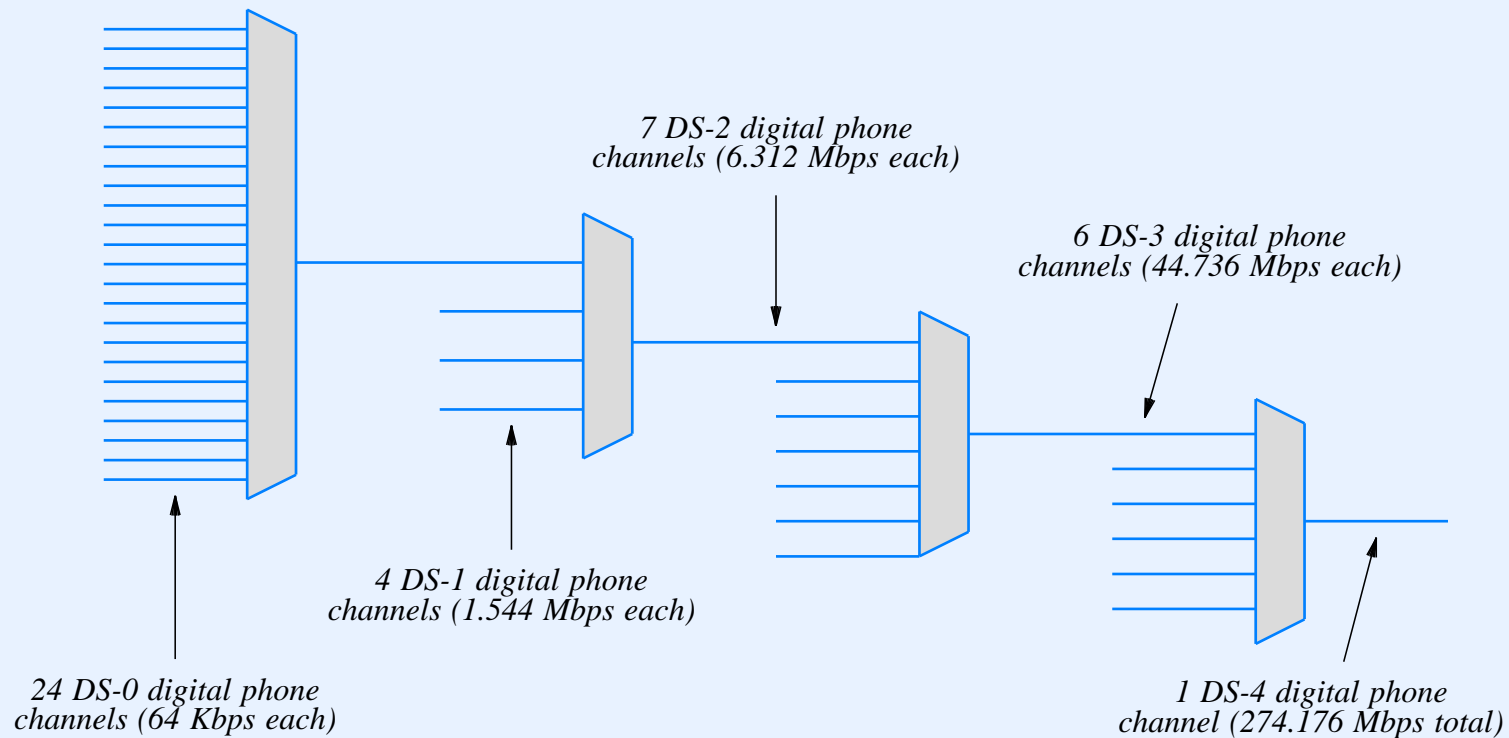 7 DS-2 digital phone
channels (6.312 Mbps each)
6 DS-3 digital phone
channels (44.736 Mbps each)
4 DS-1 digital phone
channels (1.544 Mbps each)
24 DS-0 digital phone
channels (64 Kbps each)
1 DS-4 digital phone
channel (274.176 Mbps total)